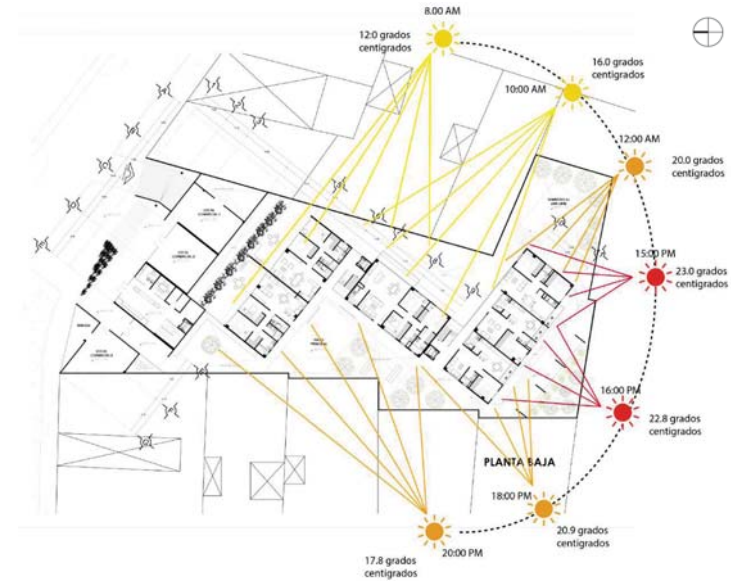 8.00 AM
12:0 grados
centigrados
16.0 grados
centigrados
10:00 AM
12:00 AM
20.0 grados
centigrados
15:00 PM
23.0 grados
centigrados
16:00 PM
22.8 grados
centigrados
PLANTA BAJA
18:00 PM
20.9 grados
centigrados
20:00 PM
17.8 grados
centigrados